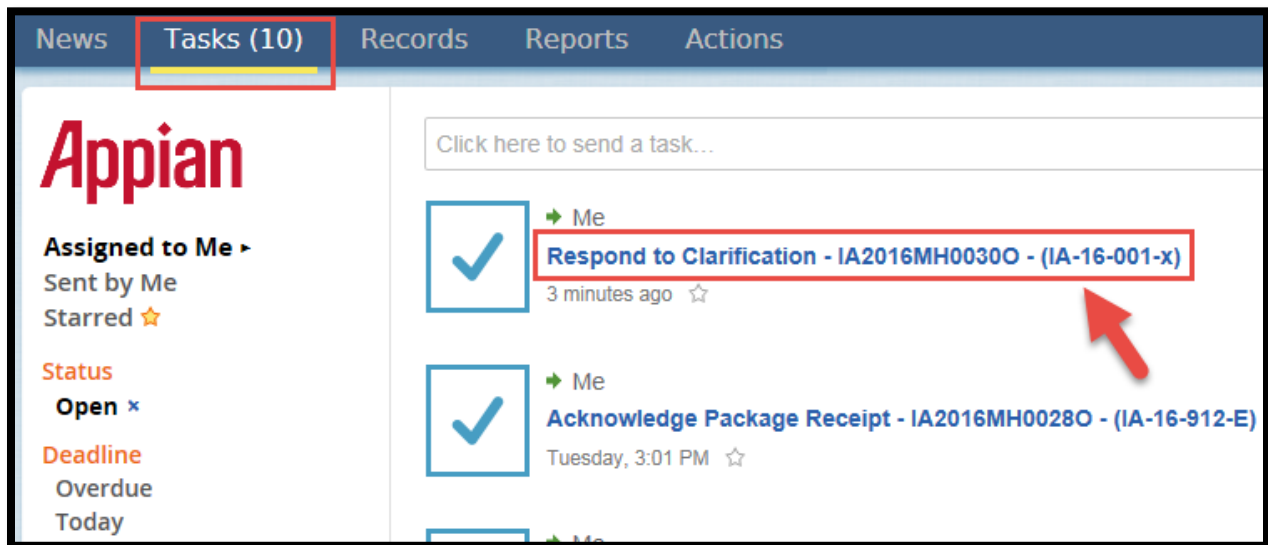 News Tasks (10) Records Reports Actions
Appian
Assigned to Me
Sent by Me
Starred
Status
Open ×
Deadline
Overdue
Today
Click here to send a task...
Me
Respond to Clarification - IA2016MH0030O - (IA-16-001-x)
3 minutes ago
Me
Acknowledge Package Receipt - IA2016MH0028O - (IA-16-912-E)
Tuesday, 3:01 PM
Me